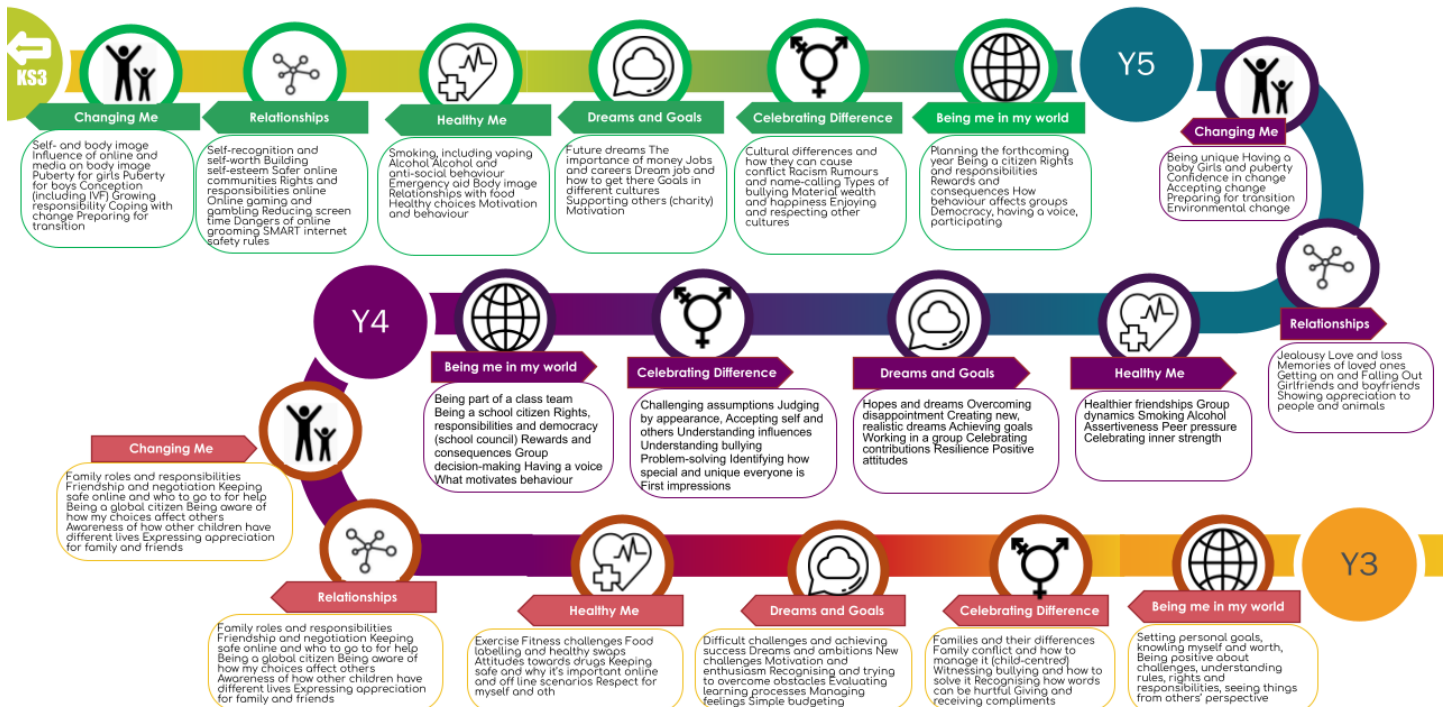 KS3
Changing Me
Self- and body image
Influence of online and
media on body image
Puberty for girls Puberty
for boys Conception
(including IVF) Growing
responsibility Coping with
change Preparing for
transition
Relationships
Self-recognition and
self-worth Building
self-esteem Safer online
communities Rights and
responsibilities online
Online gaming and
gambling Reducing screen
time Dangers of online
grooming SMART internet
safety rules
Healthy Me
Smoking, including vaping
Alcohol Alcohol and
anti-social behaviour
Emergency aid Body image
Relationships with food
Healthy choices Motivation
and behaviour
Dreams and Goals
Future dreams The
importance of money Jobs
and careers Dream job and
how to get there Goals in
different cultures
Supporting others (charity)
Motivation
Celebrating Difference
Cultural differences and
how they can cause
conflict Racism Rumours
and name-calling Types of
bullying Material wealth
and happiness Enjoying
and respecting other
cultures
Being me in my world
Planning the forthcoming
year Being a citizen Rights
and responsibilities
Rewards and
consequences How
behaviour affects groups
Democracy, having a voice,
participating
Y5
Changing Me
Being unique Having a
baby Girls and puberty
Confidence in change
Accepting change
Preparing for transition
Environmental change
Y4
Being me in my world
Being part of a class team
Being a school citizen Rights,
responsibilities and democracy
(school council) Rewards and
consequences Group
decision-making Having a voice
What motivates behaviour
Celebrating Difference
Challenging assumptions Judging
by appearance, Accepting self and
others Understanding influences
Understanding bullying
Problem-solving Identifying how
special and unique everyone is
First impressions
Dreams and Goals
Hopes and dreams Overcoming
disappointment Creating new,
realistic dreams Achieving goals
Working in a group Celebrating
contributions Resilience Positive
attitudes
Healthy Me
Healthier friendships Group
dynamics Smoking Alcohol
Assertiveness Peer pressure
Celebrating inner strength
Relationships
Jealousy Love and loss
Memories of loved ones
Getting on and Falling Out
Girlfriends and boyfriends
Showing appreciation to
people and animals
Changing Me
Family roles and responsibilities
Friendship and negotiation Keeping
safe online and who to go to for help
Being a global citizen Being aware of
how my choices affect others
Awareness of how other children have
different lives Expressing appreciation
for family and friends
Relationships
Family roles and responsibilities
Friendship and negotiation Keeping
safe online and who to go to for help
Being a global citizen Being aware of
how my choices affect others
Awareness of how other children have
different lives Expressing appreciation
for family and friends
Healthy Me
Exercise Fitness challenges Food
labelling and healthy swaps
Attitudes towards drugs Keeping
safe and why it's important online
and off line scenarios Respect for
myself and oth
Dreams and Goals
Difficult challenges and achieving
success Dreams and ambitions New
challenges Motivation and
enthusiasm Recognising and trying
to overcome obstacles Evaluating
learning processes Managing
feelings Simple budgeting
Celebrating Difference
Families and their differences
Family conflict and how to
manage it (child-centred)
Witnessing bullying and how to
solve it Recognising how words
can be hurtful Giving and
receiving compliments
Being me in my world
Setting personal goals,
knowing myself and worth,
Being positive about
challenges, understanding
rules, rights and
responsibilities, seeing things
from others' perspective
Y3